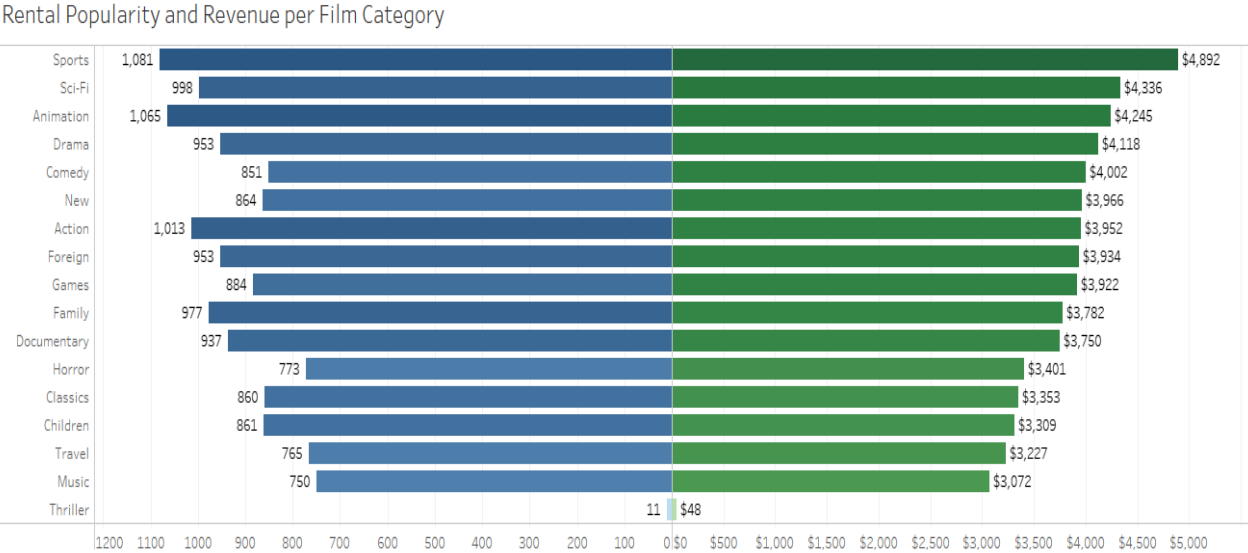 Rental Popularity and Revenue per Film Category
Sports 1,081 $4,892
Sci-Fi 998 $4,336
Animation 1,065 $4,245
Drama 953 $4,118
Comedy 851 $4,002
New 864 $3,966
Action 1,013 $3,952
Foreign 953 $3,934
Games 884 $3,922
Family 977 $3,782
Documentary 937 $3,750
Horror 773 $3,401
Classics 860 $3,353
Children 861 $3,309
Travel 765 $3,227
Music 750 $3,072
Thriller 11 $48
1200 1100 1000 900 800 700 600 500 400 300 200 100 0 $0 $500 $1,000 $1,500 $2,000 $2,500 $3,000 $3,500 $4,000 $4,500 $5,000